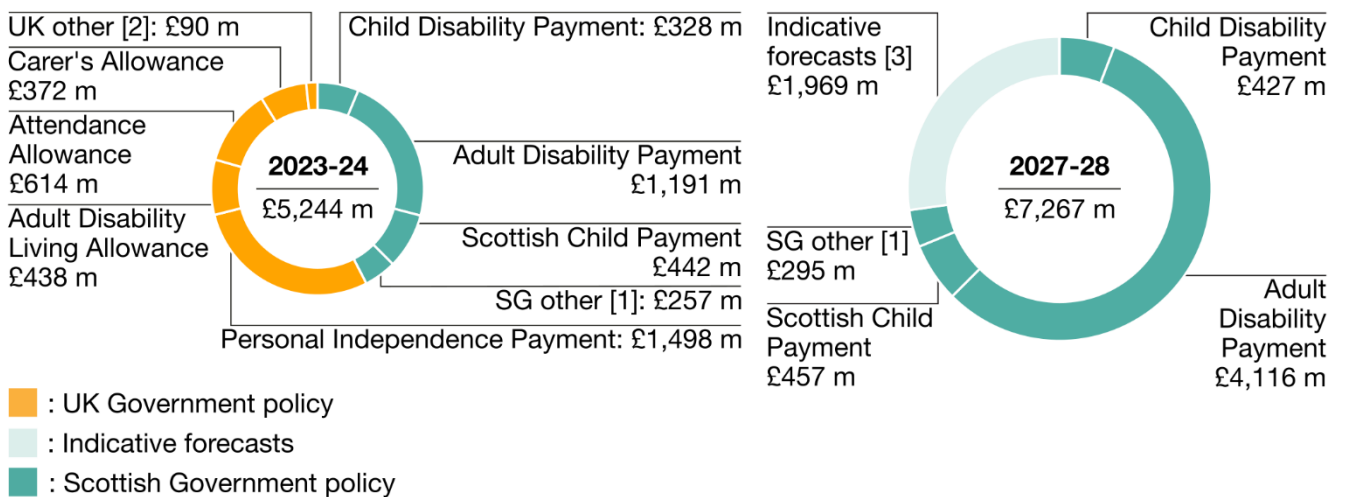 UK other [2]: £90 m
Carer's Allowance
£372 m
Attendance
Allowance
£614 m
Adult Disability
Living Allowance
£438 m
2023-24
£5,244 m
Child Disability Payment: £328 m
Adult Disability Payment
£1,191 m
Scottish Child Payment
£442 m
SG other [1]: £257 m
Personal Independence Payment: £1,498 m
Indicative
forecasts [3]
£1,969 m
SG other [1]
£295 m
Scottish Child
Payment
£457 m
2027-28
£7,267 m
Child Disability
Payment
£427 m
Adult
Disability
Payment
£4,116 m
: UK Government policy
: Indicative forecasts
: Scottish Government policy